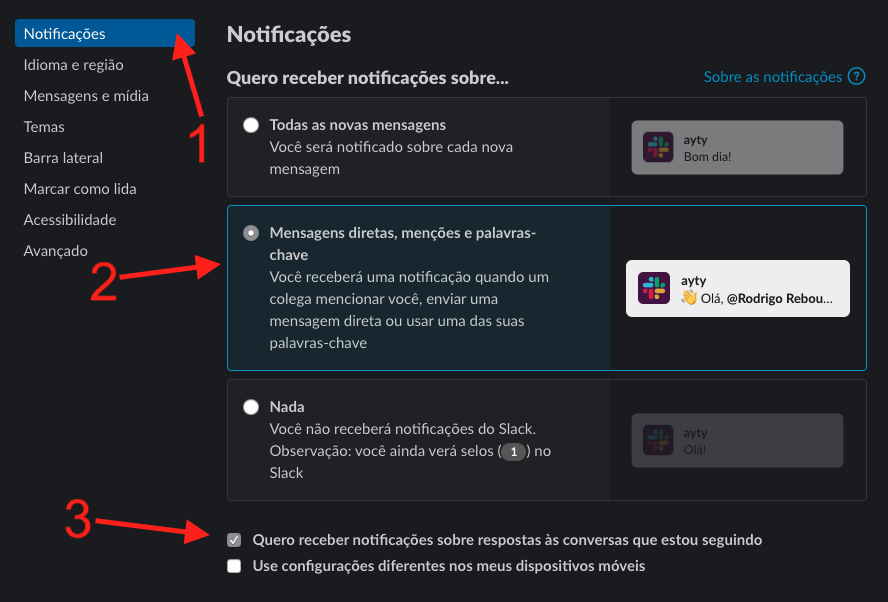 Notificações
Idioma e região
Mensagens e mídia
Temas
Barra lateral
Marcar como lida
Acessibilidade
Avançado
1
2
3
Notificações
Quero receber notificações sobre...
Sobre as notificações ?
Todas as novas mensagens
Você será notificado sobre cada nova
mensagem
ayty
Bom dia!
Mensagens diretas, menções e palavras-
chave
Você receberá uma notificação quando um
colega mencionar você, enviar uma
mensagem direta ou usar uma das suas
palavras-chave
ayty
👋 Olá, @Rodrigo Rebou...
Nada
Você não receberá notificações do Slack.
Observação: você ainda verá selos ( 1 ) no
Slack
ayty
Olá!
Quero receber notificações sobre respostas às conversas que estou seguindo
Use configurações diferentes nos meus dispositivos móveis